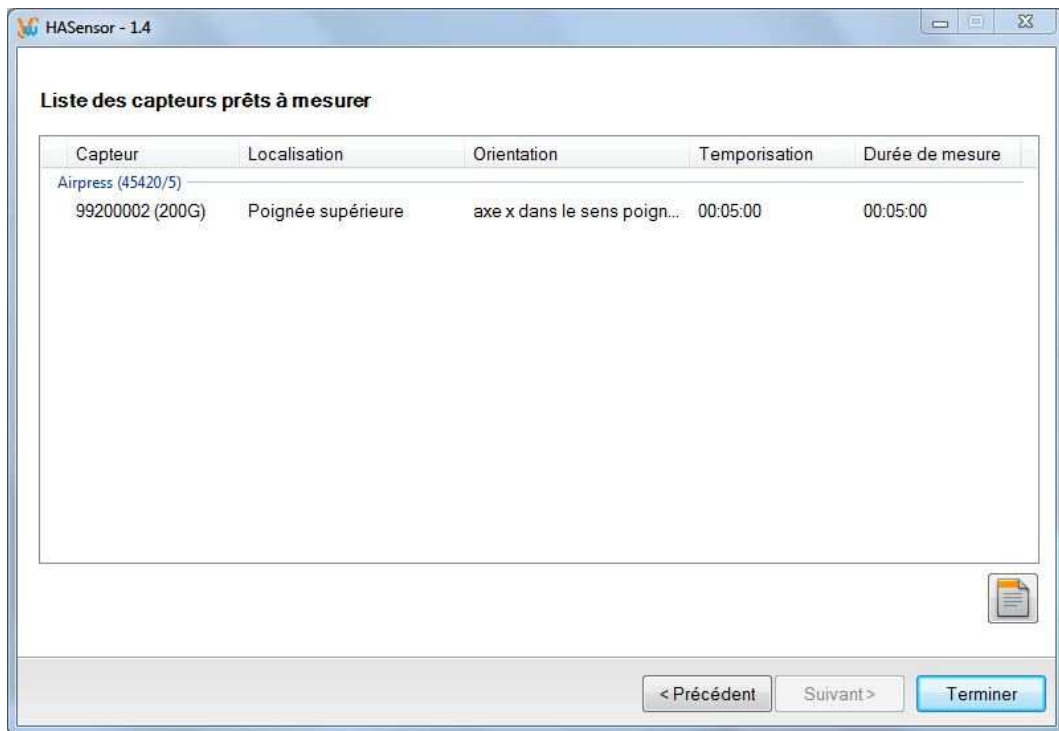 HASensor - 1.4
Liste des capteurs prêts à mesurer
Capteur Localisation Orientation Temporisation Durée de mesure
Airpress (45420/5)
99200002 (200G) Poignée supérieure axe x dans le sens poign... 00:05:00 00:05:00
< Précédent Suivant > Terminer